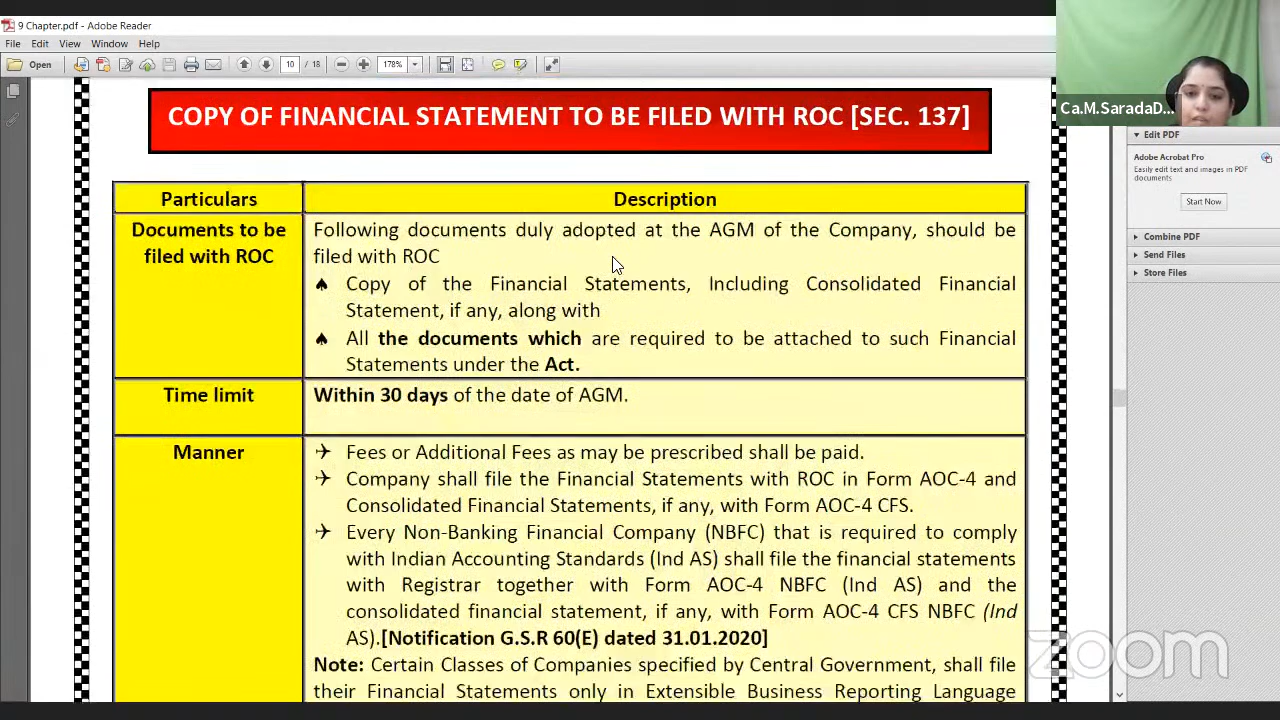 9 Chapter.pdf - Adobe Reader
File Edit View Window Help
Open 10 / 18 178%
Ca.M.SaradaD...
COPY OF FINANCIAL STATEMENT TO BE FILED WITH ROC [SEC. 137]
Particulars Description
Documents to be filed with ROC
Following documents duly adopted at the AGM of the Company, should be
filed with ROC
♠ Copy of the Financial Statements, Including Consolidated Financial
Statement, if any, along with
♠ All the documents which are required to be attached to such Financial
Statements under the Act.
Time limit Within 30 days of the date of AGM.
Manner
✈ Fees or Additional Fees as may be prescribed shall be paid.
✈ Company shall file the Financial Statements with ROC in Form AOC-4 and
Consolidated Financial Statements, if any, with Form AOC-4 CFS.
✈ Every Non-Banking Financial Company (NBFC) that is required to comply
with Indian Accounting Standards (Ind AS) shall file the financial statements
with Registrar together with Form AOC-4 NBFC (Ind AS) and the
consolidated financial statement, if any, with Form AOC-4 CFS NBFC (Ind
AS).[Notification G.S.R 60(E) dated 31.01.2020]
Note: Certain Classes of Companies specified by Central Government, shall file
their Financial Statements only in Extensible Business Reporting Language
Edit PDF
Adobe Acrobat Pro
Easily edit text and images in PDF
documents
Start Now
Combine PDF
Send Files
Store Files
zoom